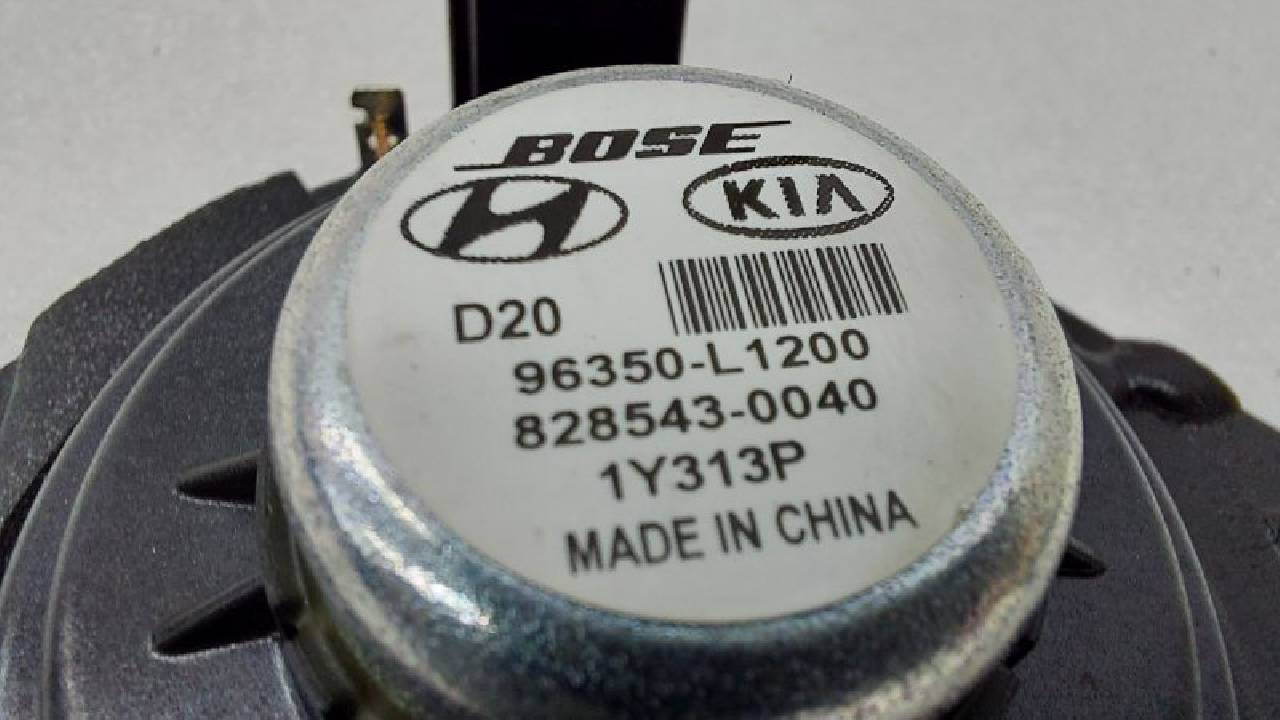 BOSE
KIA
D20
96350-L1200
828543-0040
1Y313P
MADE IN CHINA